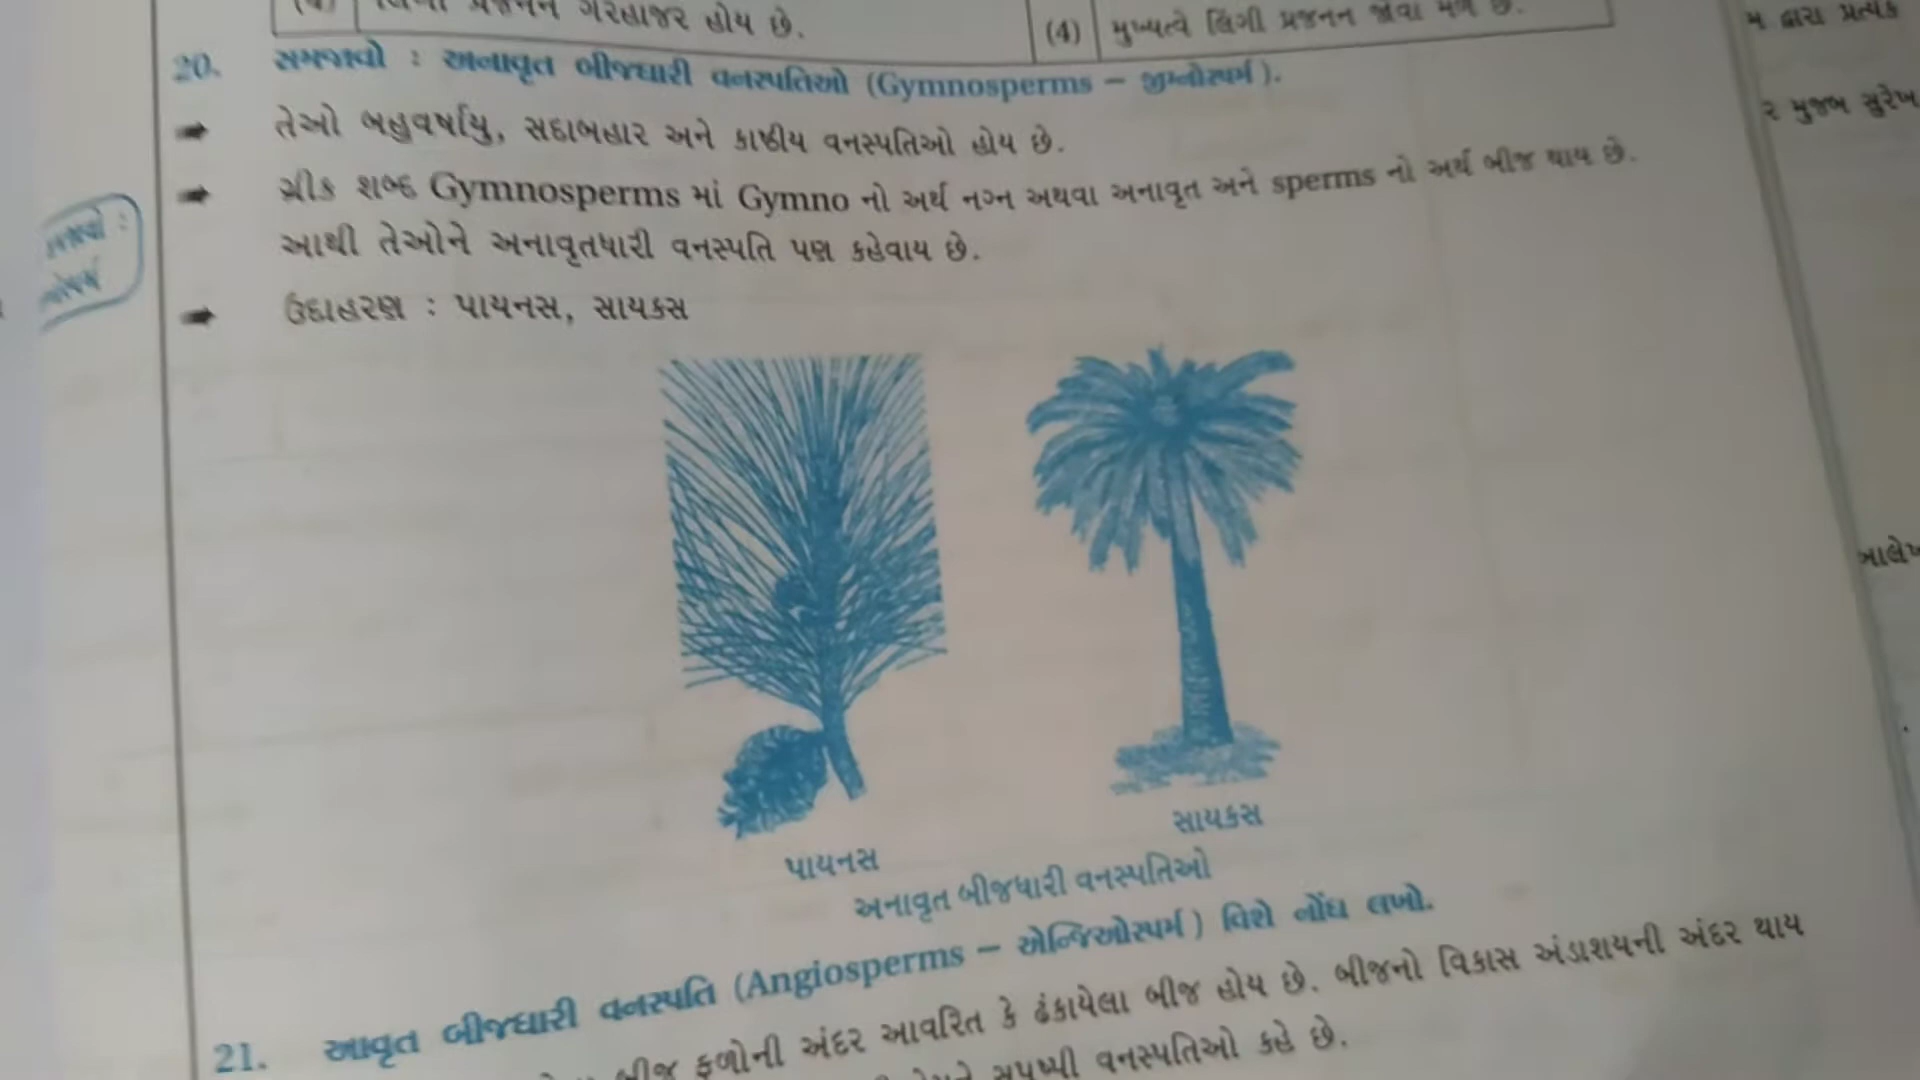 પ્રજનન ગેરહાજર હોય છે.
(4) મુખ્યત્વે લિંગી પ્રજનન જોવા મળે છે.
20. સમજાવો : અનાવૃત બીજધારી વનસ્પતિઓ (Gymnosperms – જીમ્નોસ્પર્મ).
તેઓ બહુવર્ષાયુ, સદાબહાર અને કાષ્ઠીય વનસ્પતિઓ હોય છે.
ગ્રીક શબ્દ Gymnosperms માં Gymno નો અર્થ નગ્ન અથવા અનાવૃત અને sperms નો અર્થ બીજ થાય છે.
આથી તેઓને અનાવૃતધારી વનસ્પતિ પણ કહેવાય છે.
ઉદાહરણ : પાયનસ, સાયકસ
પાયનસ
સાયકસ
અનાવૃત બીજધારી વનસ્પતિઓ
21. આવૃત બીજધારી વનસ્પતિ (Angiosperms – એન્જિઓસ્પર્મ) વિશે નોંધ લખો.
બીજ ફળોની અંદર આવરિત કે ઢંકાયેલા બીજ હોય છે. બીજનો વિકાસ અંડાશયની અંદર થાય
સપુષ્પી વનસ્પતિઓ કહે છે.
દ્વારા પ્રત્યેક
મુજબ સુરેખ